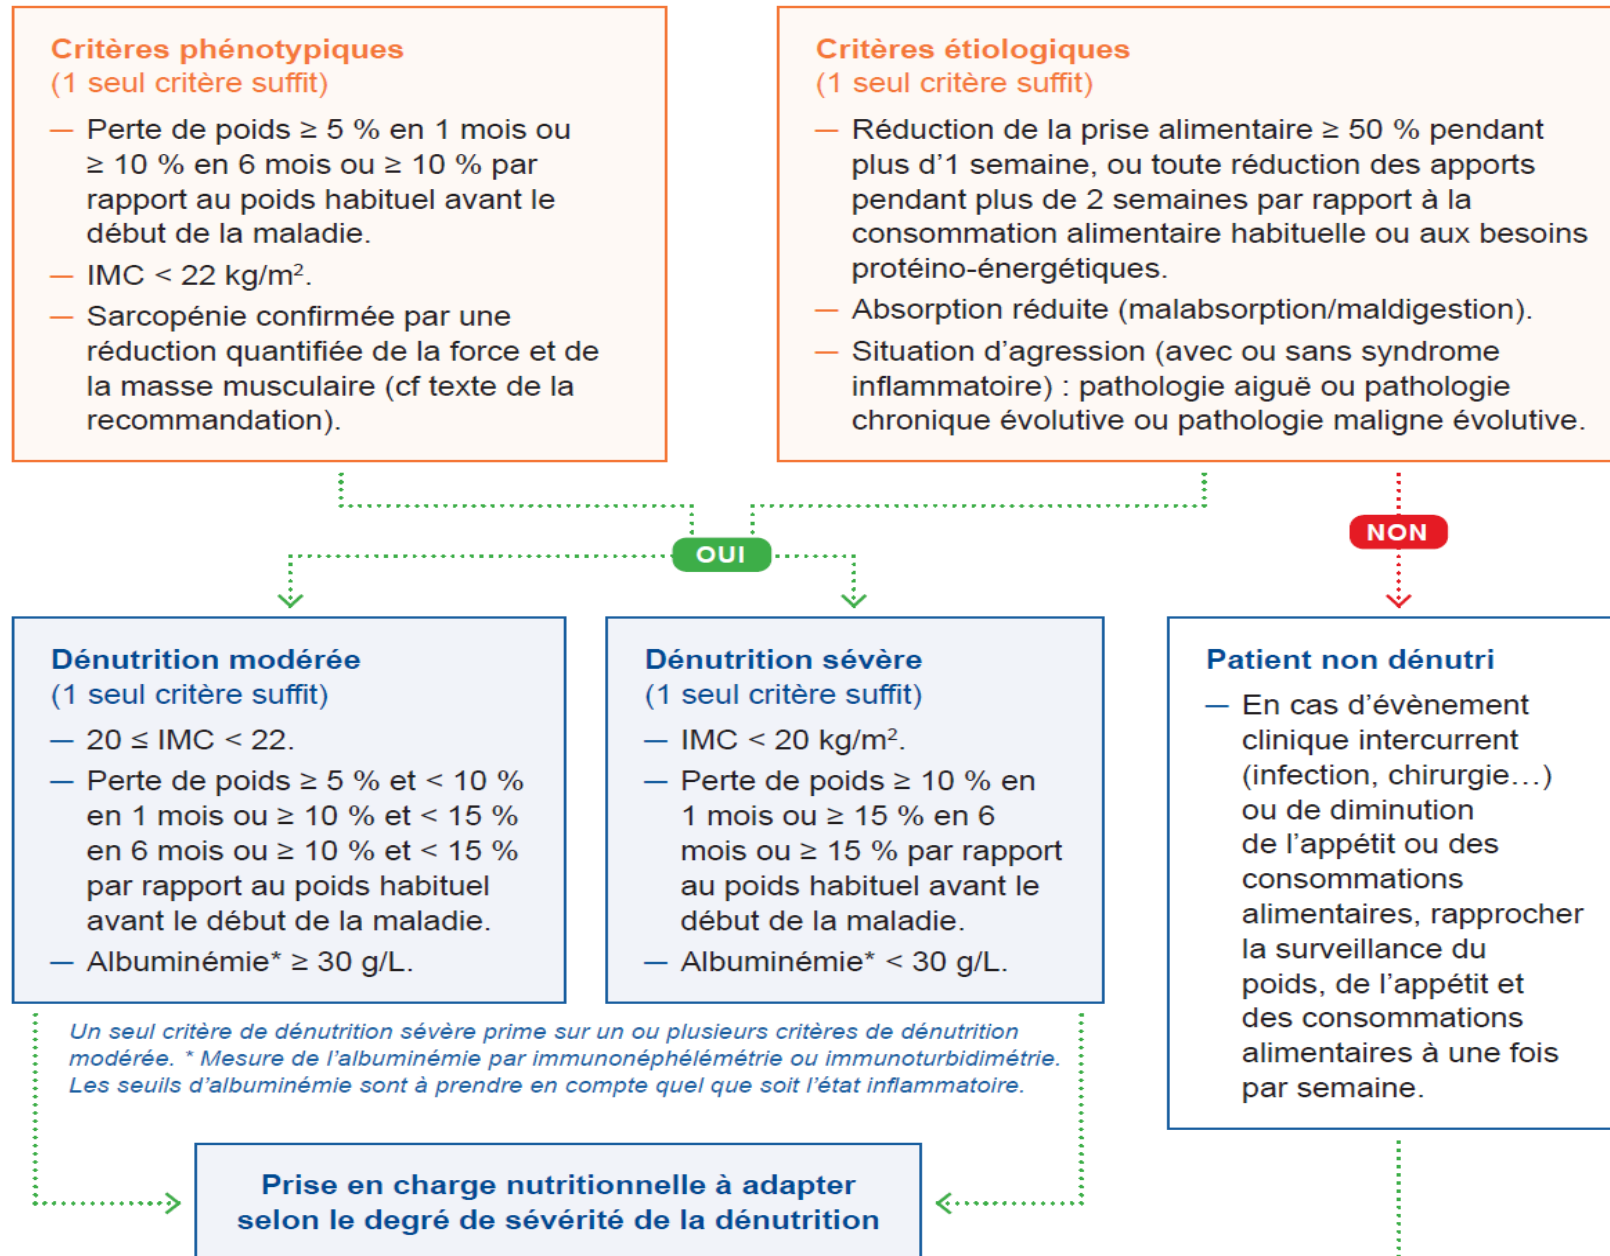 Critères phénotypiques
(1 seul critère suffit)
— Perte de poids ≥ 5 % en 1 mois ou
≥ 10 % en 6 mois ou ≥ 10 % par
rapport au poids habituel avant le
début de la maladie.
— IMC < 22 kg/m².
— Sarcopénie confirmée par une
réduction quantifiée de la force et de
la masse musculaire (cf texte de la
recommandation).
Critères étiologiques
(1 seul critère suffit)
— Réduction de la prise alimentaire ≥ 50 % pendant
plus d’1 semaine, ou toute réduction des apports
pendant plus de 2 semaines par rapport à la
consommation alimentaire habituelle ou aux besoins
protéino-énergétiques.
— Absorption réduite (malabsorption/maldigestion).
— Situation d’agression (avec ou sans syndrome
inflammatoire) : pathologie aiguë ou pathologie
chronique évolutive ou pathologie maligne évolutive.
OUI
NON
Dénutrition modérée
(1 seul critère suffit)
— 20 ≤ IMC < 22.
— Perte de poids ≥ 5 % et < 10 %
en 1 mois ou ≥ 10 % et < 15 %
en 6 mois ou ≥ 10 % et < 15 %
par rapport au poids habituel
avant le début de la maladie.
— Albuminémie* ≥ 30 g/L.
Dénutrition sévère
(1 seul critère suffit)
— IMC < 20 kg/m².
— Perte de poids ≥ 10 % en
1 mois ou ≥ 15 % en 6
mois ou ≥ 15 % par rapport
au poids habituel avant le
début de la maladie.
— Albuminémie* < 30 g/L.
Patient non dénutri
— En cas d’évènement
clinique intercurrent
(infection, chirurgie…)
ou de diminution
de l’appétit ou des
consommations
alimentaires, rapprocher
la surveillance du
poids, de l’appétit et
des consommations
alimentaires à une fois
par semaine.
Un seul critère de dénutrition sévère prime sur un ou plusieurs critères de dénutrition
modérée. * Mesure de l’albuminémie par immunonéphélémétrie ou immunoturbidimétrie.
Les seuils d’albuminémie sont à prendre en compte quel que soit l’état inflammatoire.
Prise en charge nutritionnelle à adapter
selon le degré de sévérité de la dénutrition